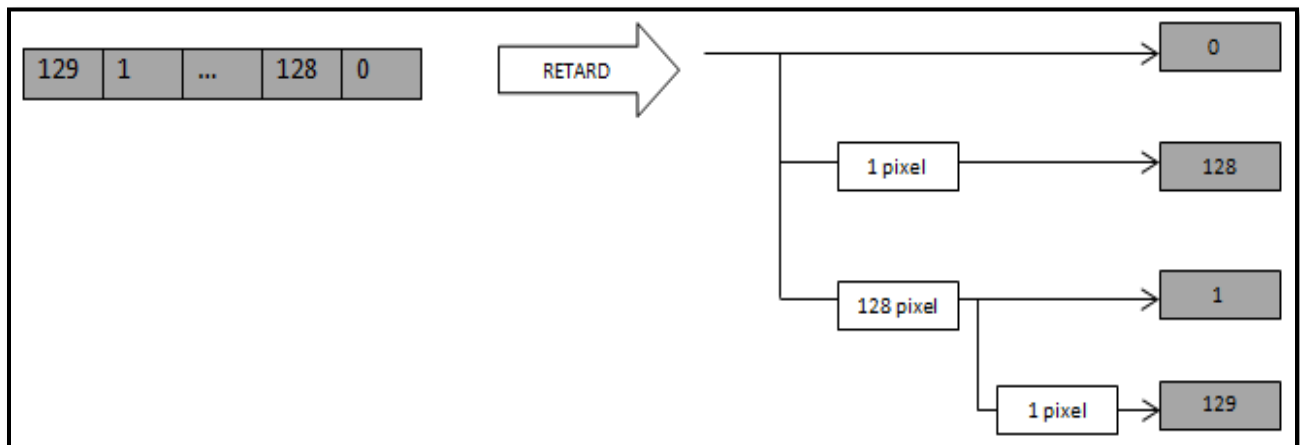 129 1 ... 128 0
RETARD
0
1 pixel
128
128 pixel
1
1 pixel
129